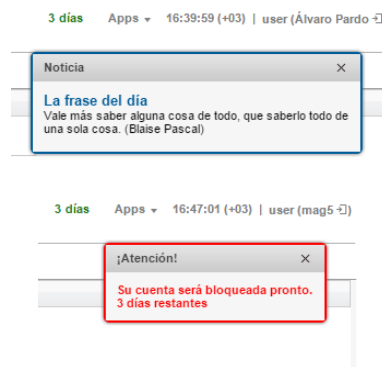 3 días Apps 16:39:59 (+03) | user (Álvaro Pardo
Noticia
La frase del día
Vale más saber alguna cosa de todo, que saberlo todo de
una sola cosa. (Blaise Pascal)
3 días Apps 16:47:01 (+03) | user (mag5)
¡Atención!
Su cuenta será bloqueada pronto.
3 días restantes